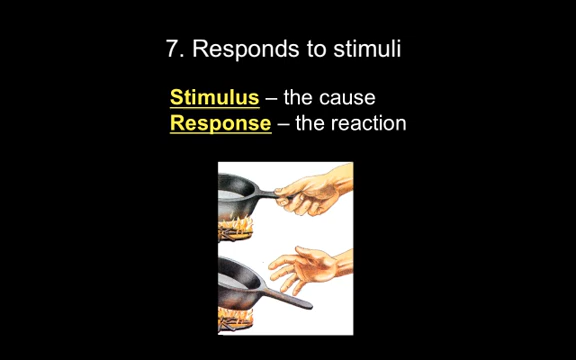 7. Responds to stimuli
Stimulus – the cause
Response – the reaction